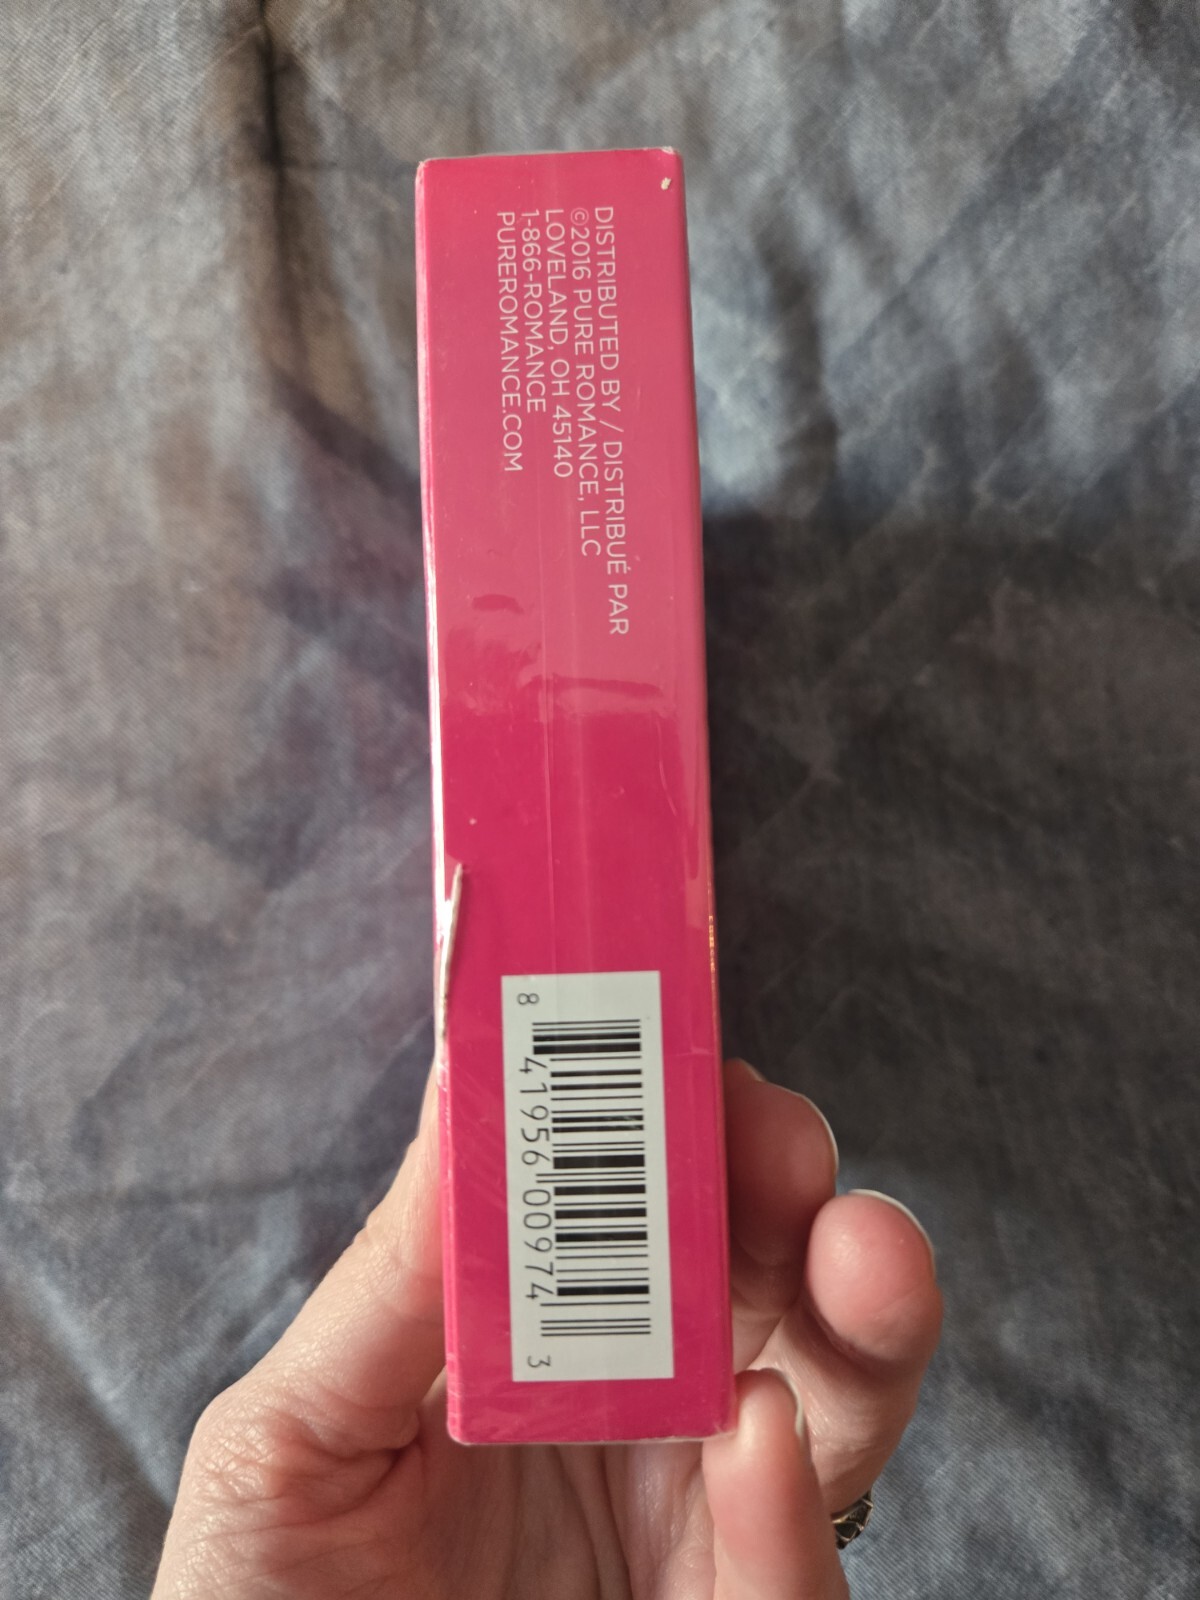 DISTRIBUTED BY / DISTRIBUÉ PAR
©2016 PURE ROMANCE, LLC
LOVELAND, OH 45140
1-866-ROMANCE
PUREROMANCE.COM
8 41956 00974 3